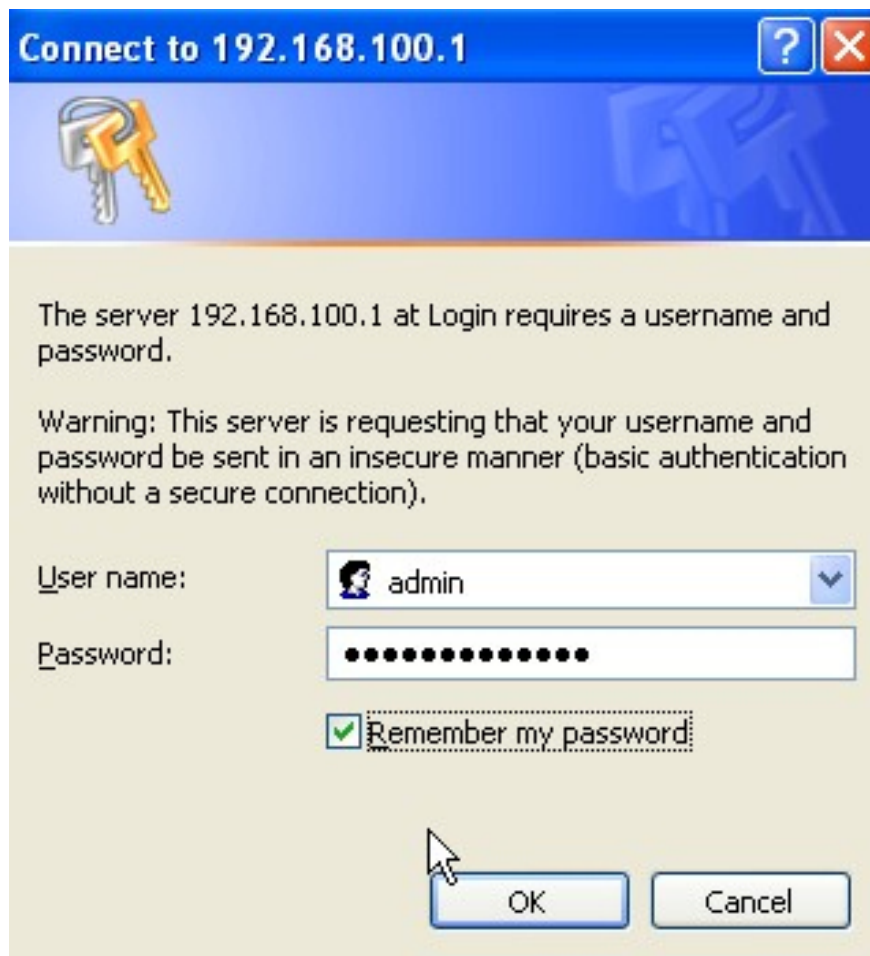 Connect to 192.168.100.1
The server 192.168.100.1 at Login requires a username and
password.
Warning: This server is requesting that your username and
password be sent in an insecure manner (basic authentication
without a secure connection).
User name:
admin
Password:
•••••••••••••
Remember my password
OK
Cancel